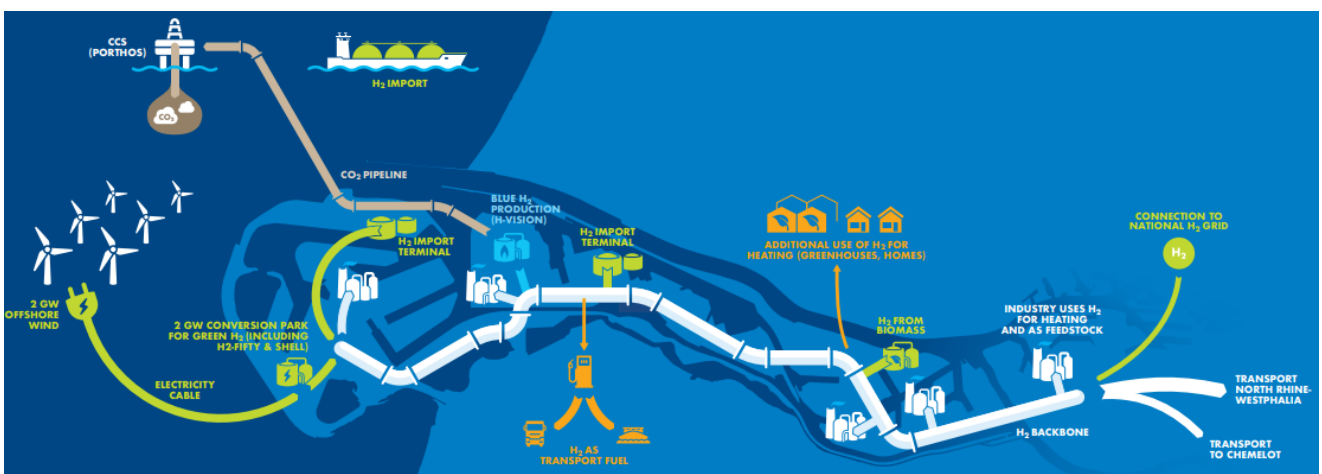 CCS
(PORTHOS)
CO₂
H₂ IMPORT
CO₂ PIPELINE
BLUE H₂
PRODUCTION
(H-VISION)
H₂ IMPORT
TERMINAL
H₂ IMPORT
TERMINAL
ADDITIONAL USE OF H₂ FOR
HEATING (GREENHOUSES, HOMES)
CONNECTION TO
NATIONAL H₂ GRID
H₂
2 GW
OFFSHORE
WIND
2 GW CONVERSION PARK
FOR GREEN H₂ (INCLUDING
H2-FIFTY & SHELL)
H₂ FROM
BIOMASS
INDUSTRY USES H₂
FOR HEATING
AND AS FEEDSTOCK
ELECTRICITY
CABLE
TRANSPORT
NORTH RHINE-
WESTPHALIA
H₂ BACKBONE
H₂ AS
TRANSPORT FUEL
TRANSPORT
TO CHEMELOT